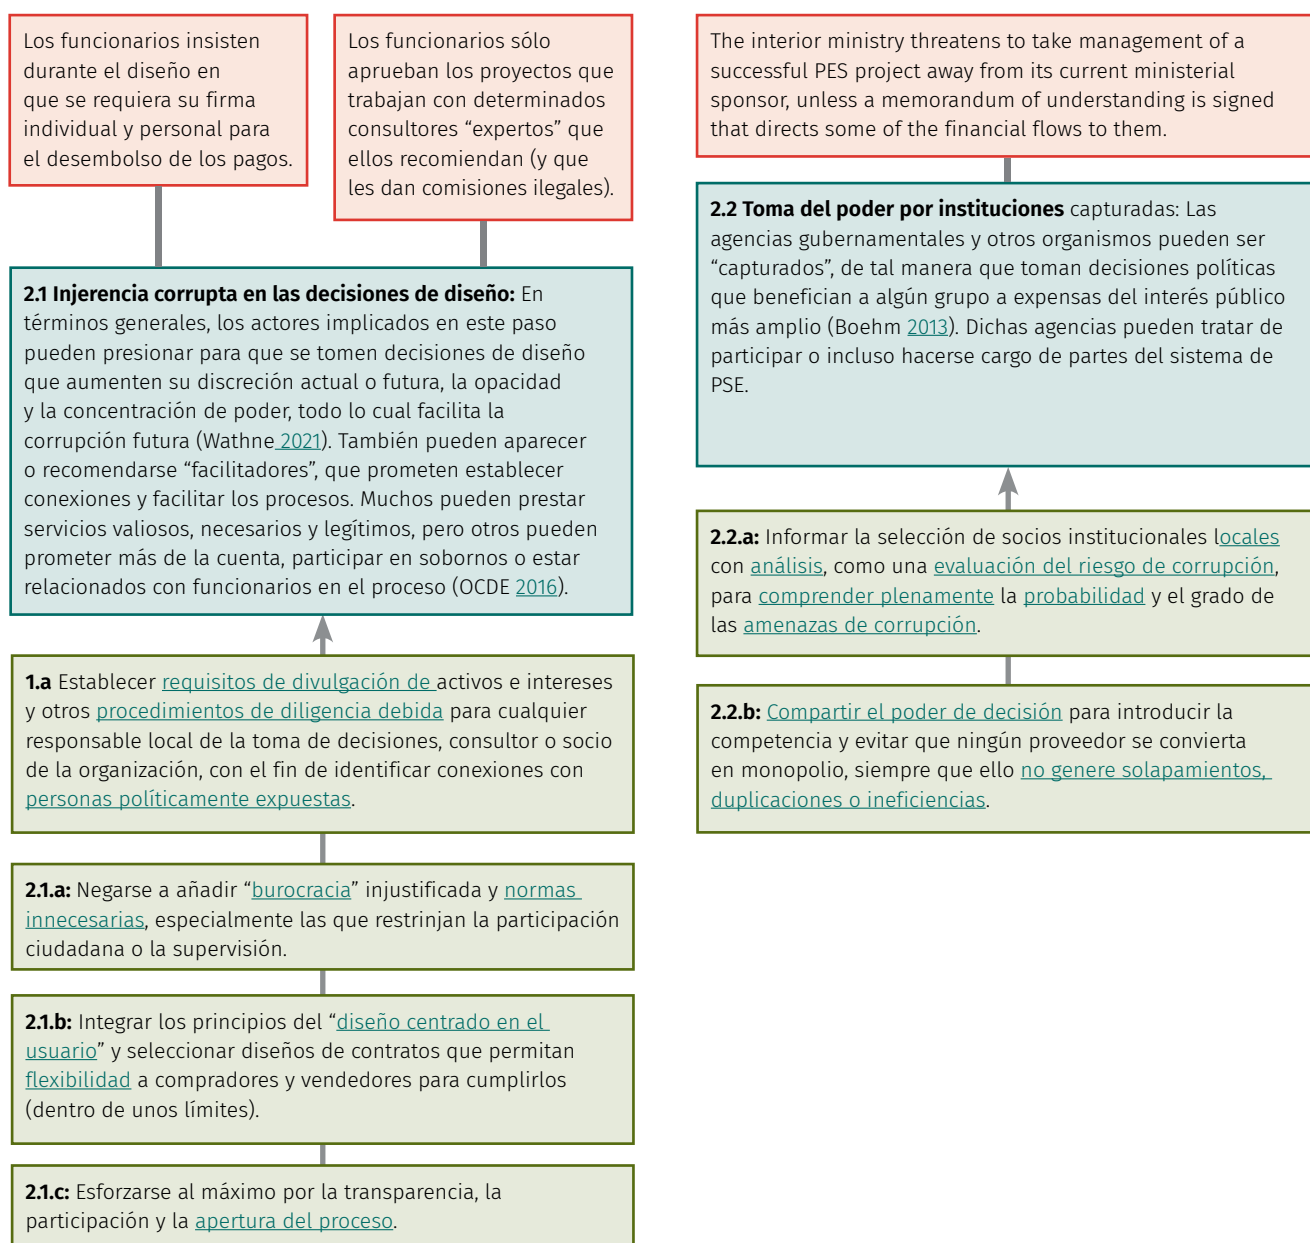 Los funcionarios insisten
durante el diseño en
que se requiera su firma
individual y personal para
el desembolso de los pagos.
Los funcionarios sólo
aprueban los proyectos que
trabajan con determinados
consultores “expertos” que
ellos recomiendan (y que
les dan comisiones ilegales).
2.1 Injerencia corrupta en las decisiones de diseño: En
términos generales, los actores implicados en este paso
pueden presionar para que se tomen decisiones de diseño
que aumenten su discreción actual o futura, la opacidad
y la concentración de poder, todo lo cual facilita la
corrupción futura (Wathne 2021). También pueden aparecer
o recomendarse “facilitadores”, que prometen establecer
conexiones y facilitar los procesos. Muchos pueden prestar
servicios valiosos, necesarios y legítimos, pero otros pueden
prometer más de la cuenta, participar en sobornos o estar
relacionados con funcionarios en el proceso (OCDE 2016).
1.a Establecer requisitos de divulgación de activos e intereses
y otros procedimientos de diligencia debida para cualquier
responsable local de la toma de decisiones, consultor o socio
de la organización, con el fin de identificar conexiones con
personas políticamente expuestas.
2.1.a: Negarse a añadir “burocracia” injustificada y normas
innecesarias, especialmente las que restrinjan la participación
ciudadana o la supervisión.
2.1.b: Integrar los principios del “diseño centrado en el
usuario” y seleccionar diseños de contratos que permitan
flexibilidad a compradores y vendedores para cumplirlos
(dentro de unos límites).
2.1.c: Esforzarse al máximo por la transparencia, la
participación y la apertura del proceso.
The interior ministry threatens to take management of a
successful PES project away from its current ministerial
sponsor, unless a memorandum of understanding is signed
that directs some of the financial flows to them.
2.2 Toma del poder por instituciones capturadas: Las
agencias gubernamentales y otros organismos pueden ser
“capturados”, de tal manera que toman decisiones políticas
que benefician a algún grupo a expensas del interés público
más amplio (Boehm 2013). Dichas agencias pueden tratar de
participar o incluso hacerse cargo de partes del sistema de
PSE.
2.2.a: Informar la selección de socios institucionales locales
con análisis, como una evaluación del riesgo de corrupción,
para comprender plenamente la probabilidad y el grado de
las amenazas de corrupción.
2.2.b: Compartir el poder de decisión para introducir la
competencia y evitar que ningún proveedor se convierta
en monopolio, siempre que ello no genere solapamientos,
duplicaciones o ineficiencias.